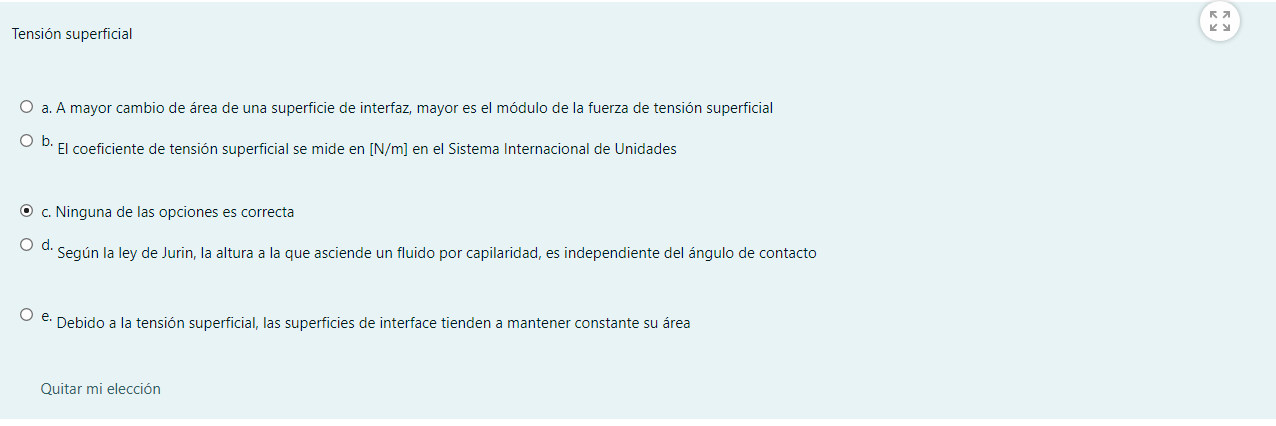 Tensión superficial
a. A mayor cambio de área de una superficie de interfaz, mayor es el módulo de la fuerza de tensión superficial
b. El coeficiente de tensión superficial se mide en [N/m] en el Sistema Internacional de Unidades
c. Ninguna de las opciones es correcta
d. Según la ley de Jurin, la altura a la que asciende un fluido por capilaridad, es independiente del ángulo de contacto
e. Debido a la tensión superficial, las superficies de interface tienden a mantener constante su área
Quitar mi elección